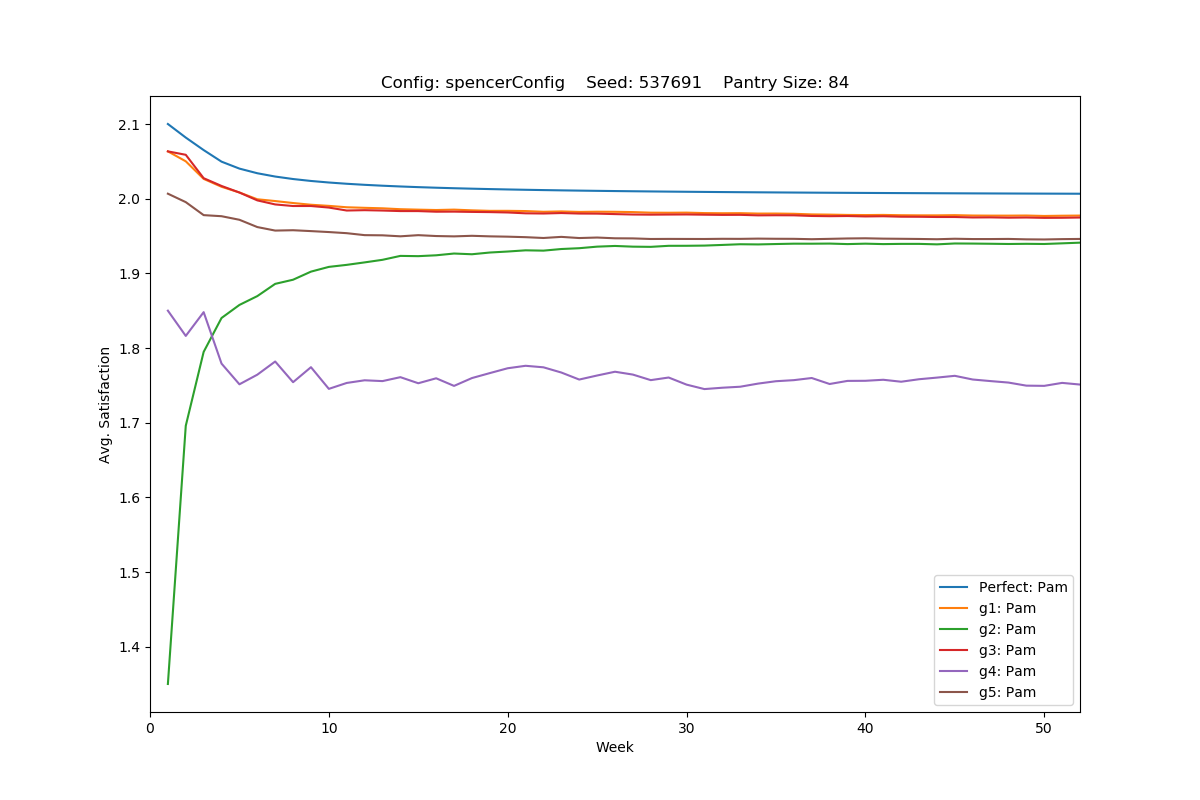 Config: spencerConfig    Seed: 537691    Pantry Size: 84
Avg. Satisfaction
2.1
2.0
1.9
1.8
1.7
1.6
1.5
1.4
0
10
20
30
40
50
Week
Perfect: Pam
g1: Pam
g2: Pam
g3: Pam
g4: Pam
g5: Pam